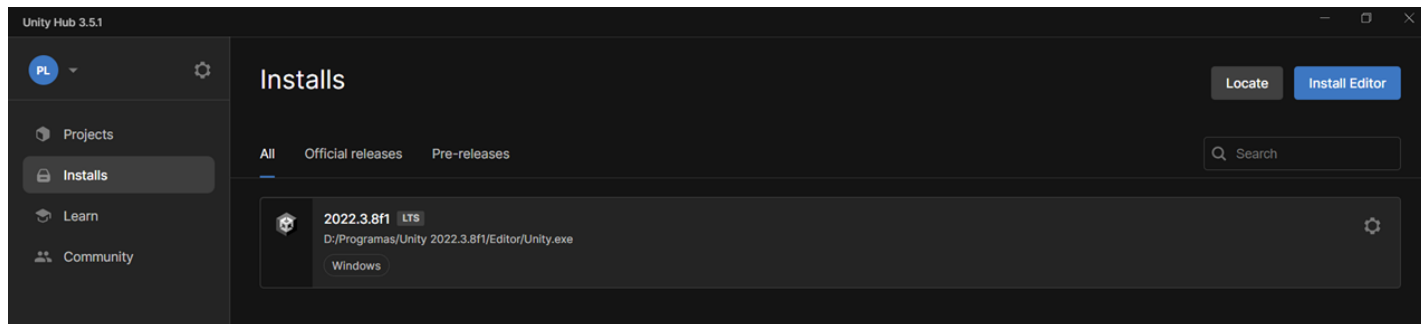 Unity Hub 3.5.1
PL
Installs
Locate
Install Editor
Projects
Installs
Learn
Community
All
Official releases
Pre-releases
Search
2022.3.8f1 LTS
D:/Programas/Unity 2022.3.8f1/Editor/Unity.exe
Windows